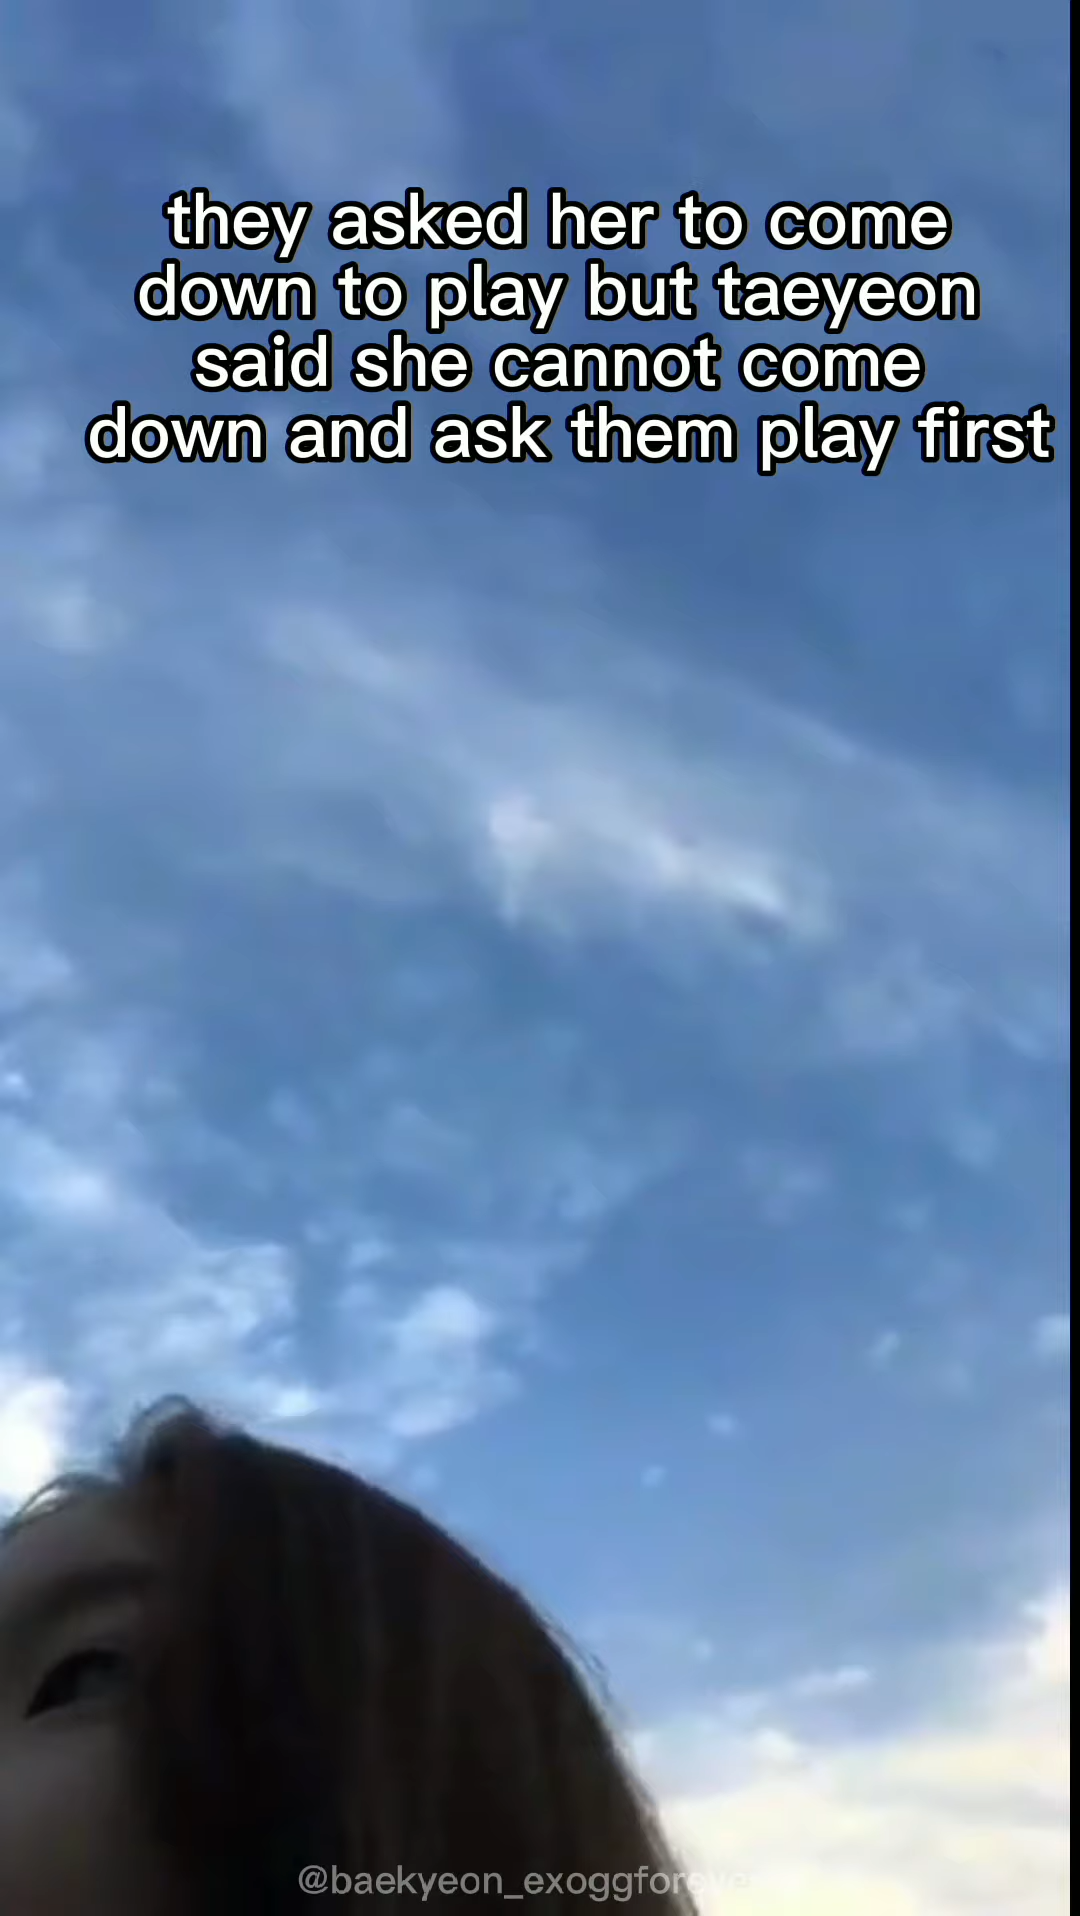 they asked her to come
down to play but taeyeon
said she cannot come
down and ask them play first